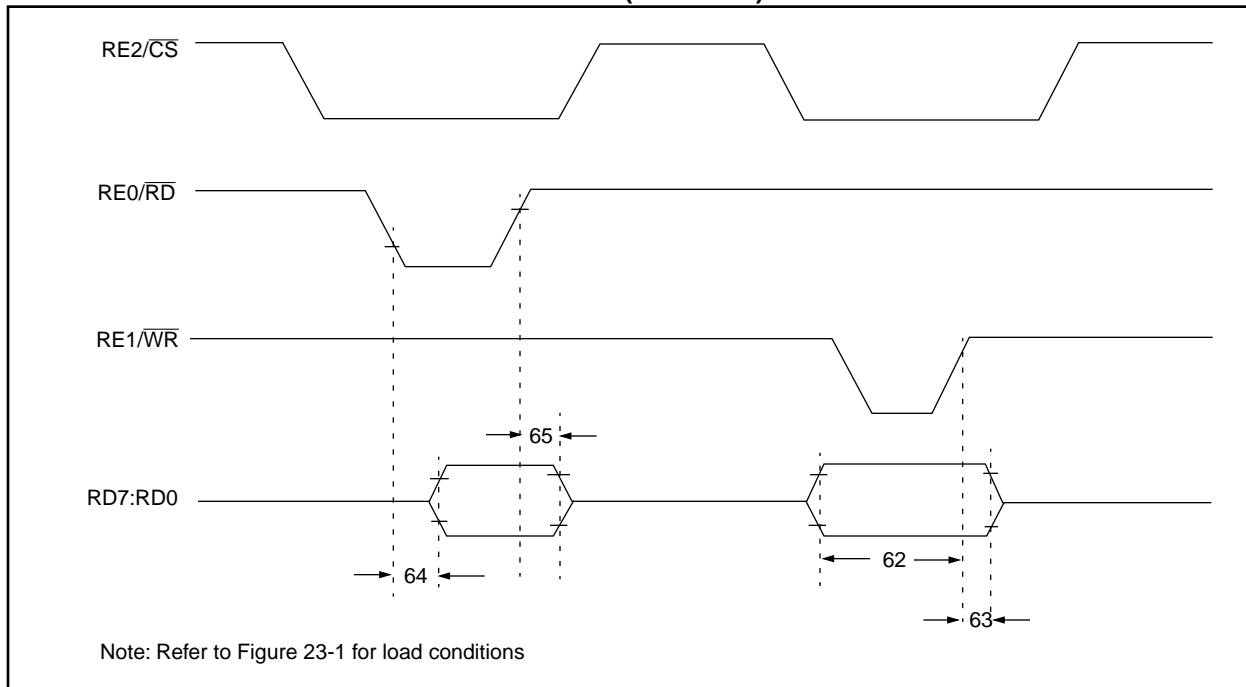 RE2/CS
RE0/RD
RE1/WR
65
RD7:RD0
62
64
63
Note: Refer to Figure 23-1 for load conditions